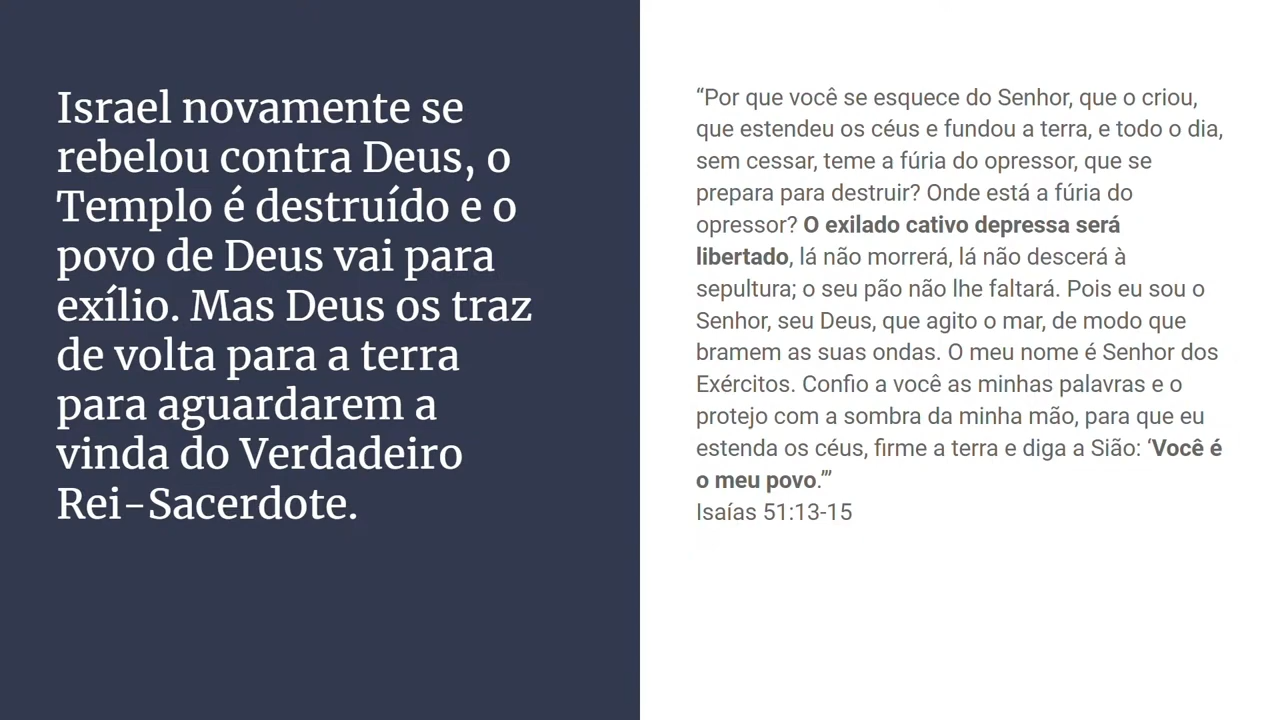 Israel novamente se
rebelou contra Deus, o
Templo é destruído e o
povo de Deus vai para
exílio. Mas Deus os traz
de volta para a terra
para aguardarem a
vinda do Verdadeiro
Rei-Sacerdote.
“Por que você se esquece do Senhor, que o criou,
que estendeu os céus e fundou a terra, e todo o dia,
sem cessar, teme a fúria do opressor, que se
prepara para destruir? Onde está a fúria do
opressor? O exilado cativo depressa será
libertado, lá não morrerá, lá não descerá à
sepultura; o seu pão não lhe faltará. Pois eu sou o
Senhor, seu Deus, que agito o mar, de modo que
bramem as suas ondas. O meu nome é Senhor dos
Exércitos. Confio a você as minhas palavras e o
protejo com a sombra da minha mão, para que eu
estenda os céus, firme a terra e diga a Sião: ‘Você é
o meu povo.’”
Isaías 51:13-15